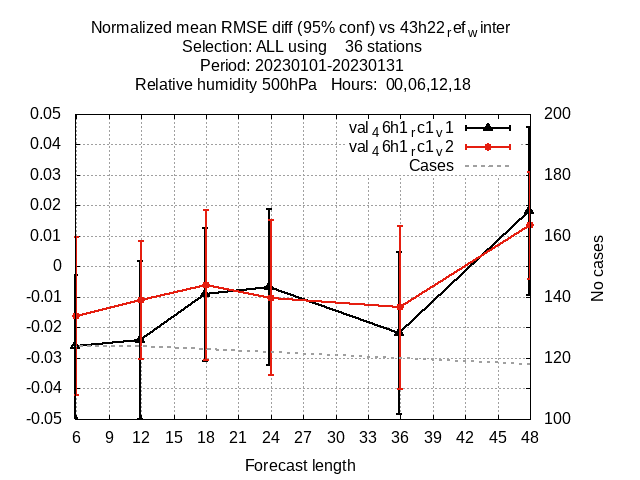 Normalized mean RMSE diff (95% conf) vs 43h22refwinter
Selection: ALL using    36 stations
Period: 20230101-20230131
Relative humidity 500hPa   Hours:  00,06,12,18
0.05 200
val46h1rc1v1
0.04
val46h1rc1v2
Cases
0.03 180
0.02
0.01 160
0
No cases
-0.01 140
-0.02
-0.03 120
-0.04
-0.05 100
6 9 12 15 18 21 24 27 30 33 36 39 42 45 48
Forecast length